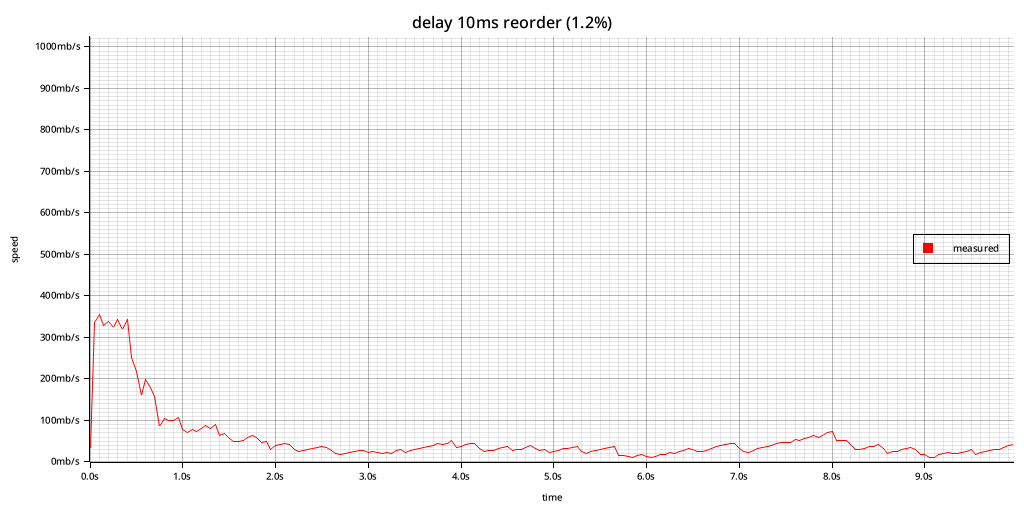 delay 10ms reorder (1.2%)
1000mb/s
900mb/s
800mb/s
700mb/s
600mb/s
500mb/s
400mb/s
300mb/s
200mb/s
100mb/s
0mb/s
speed
measured
0.0s 1.0s 2.0s 3.0s 4.0s 5.0s 6.0s 7.0s 8.0s 9.0s
time